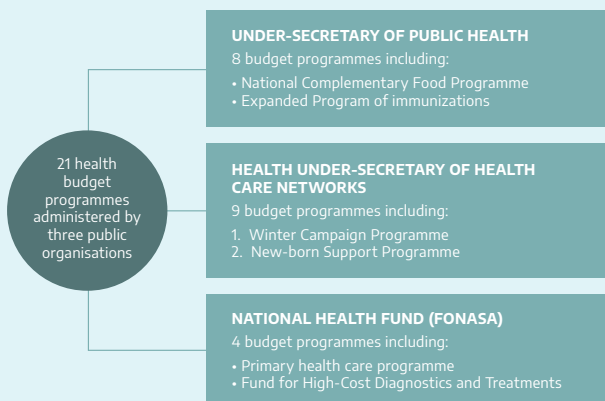 21 health
budget
programmes
administered by
three public
organisations
UNDER-SECRETARY OF PUBLIC HEALTH
8 budget programmes including:
• National Complementary Food Programme
• Expanded Program of immunizations
HEALTH UNDER-SECRETARY OF HEALTH
CARE NETWORKS
9 budget programmes including:
1. Winter Campaign Programme
2. New-born Support Programme
NATIONAL HEALTH FUND (FONASA)
4 budget programmes including:
• Primary health care programme
• Fund for High-Cost Diagnostics and Treatments